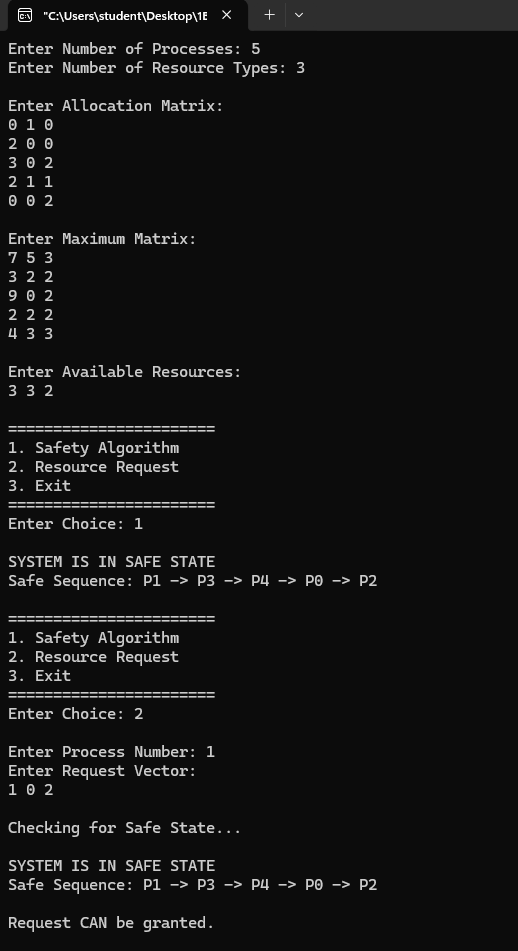 "C:\Users\student\Desktop\1E
Enter Number of Processes: 5
Enter Number of Resource Types: 3
Enter Allocation Matrix:
0 1 0
2 0 0
3 0 2
2 1 1
0 0 2
Enter Maximum Matrix:
7 5 3
3 2 2
9 0 2
2 2 2
4 3 3
Enter Available Resources:
3 3 2
=======================
1. Safety Algorithm
2. Resource Request
3. Exit
=======================
Enter Choice: 1
SYSTEM IS IN SAFE STATE
Safe Sequence: P1 -> P3 -> P4 -> P0 -> P2
=======================
1. Safety Algorithm
2. Resource Request
3. Exit
=======================
Enter Choice: 2
Enter Process Number: 1
Enter Request Vector:
1 0 2
Checking for Safe State...
SYSTEM IS IN SAFE STATE
Safe Sequence: P1 -> P3 -> P4 -> P0 -> P2
Request CAN be granted.